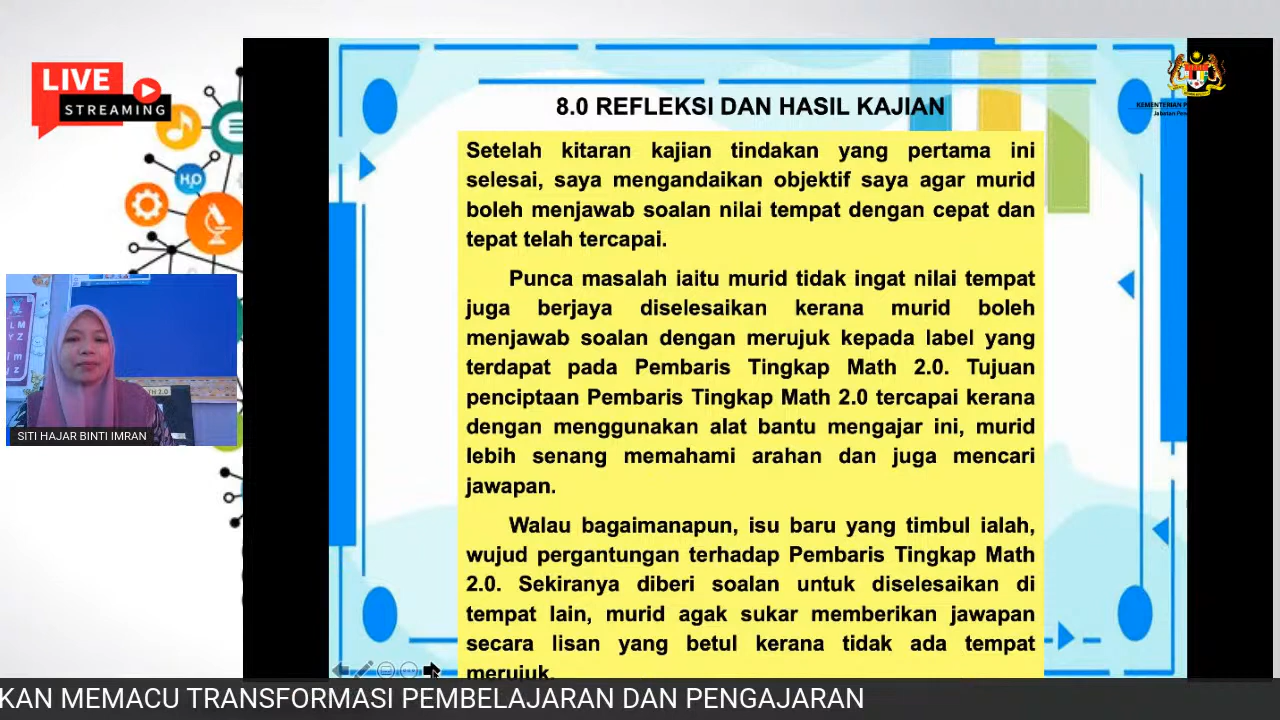 LIVE
STREAMING
H₂O
SITI HAJAR BINTI IMRAN
8.0 REFLEKSI DAN HASIL KAJIAN
Setelah kitaran kajian tindakan yang pertama ini
selesai, saya mengandaikan objektif saya agar murid
boleh menjawab soalan nilai tempat dengan cepat dan
tepat telah tercapai.
Punca masalah iaitu murid tidak ingat nilai tempat
juga berjaya diselesaikan kerana murid boleh
menjawab soalan dengan merujuk kepada label yang
terdapat pada Pembaris Tingkap Math 2.0. Tujuan
penciptaan Pembaris Tingkap Math 2.0 tercapai kerana
dengan menggunakan alat bantu mengajar ini, murid
lebih senang memahami arahan dan juga mencari
jawapan.
Walau bagaimanapun, isu baru yang timbul ialah,
wujud pergantungan terhadap Pembaris Tingkap Math
2.0. Sekiranya diberi soalan untuk diselesaikan di
tempat lain, murid agak sukar memberikan jawapan
secara lisan yang betul kerana tidak ada tempat
merujuk.
KEMENTERIAN P
Jabatan Pen
KAN MEMACU TRANSFORMASI PEMBELAJARAN DAN PENGAJARAN